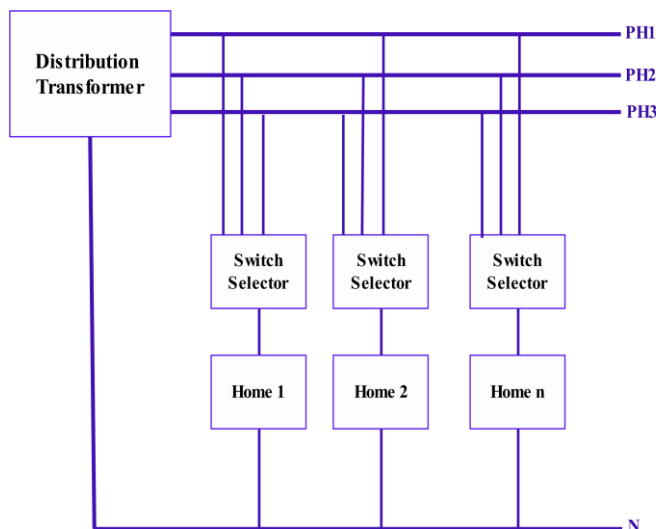 Distribution
Transformer
PH1
PH2
PH3
Switch
Selector
Switch
Selector
Switch
Selector
Home 1
Home 2
Home n
N